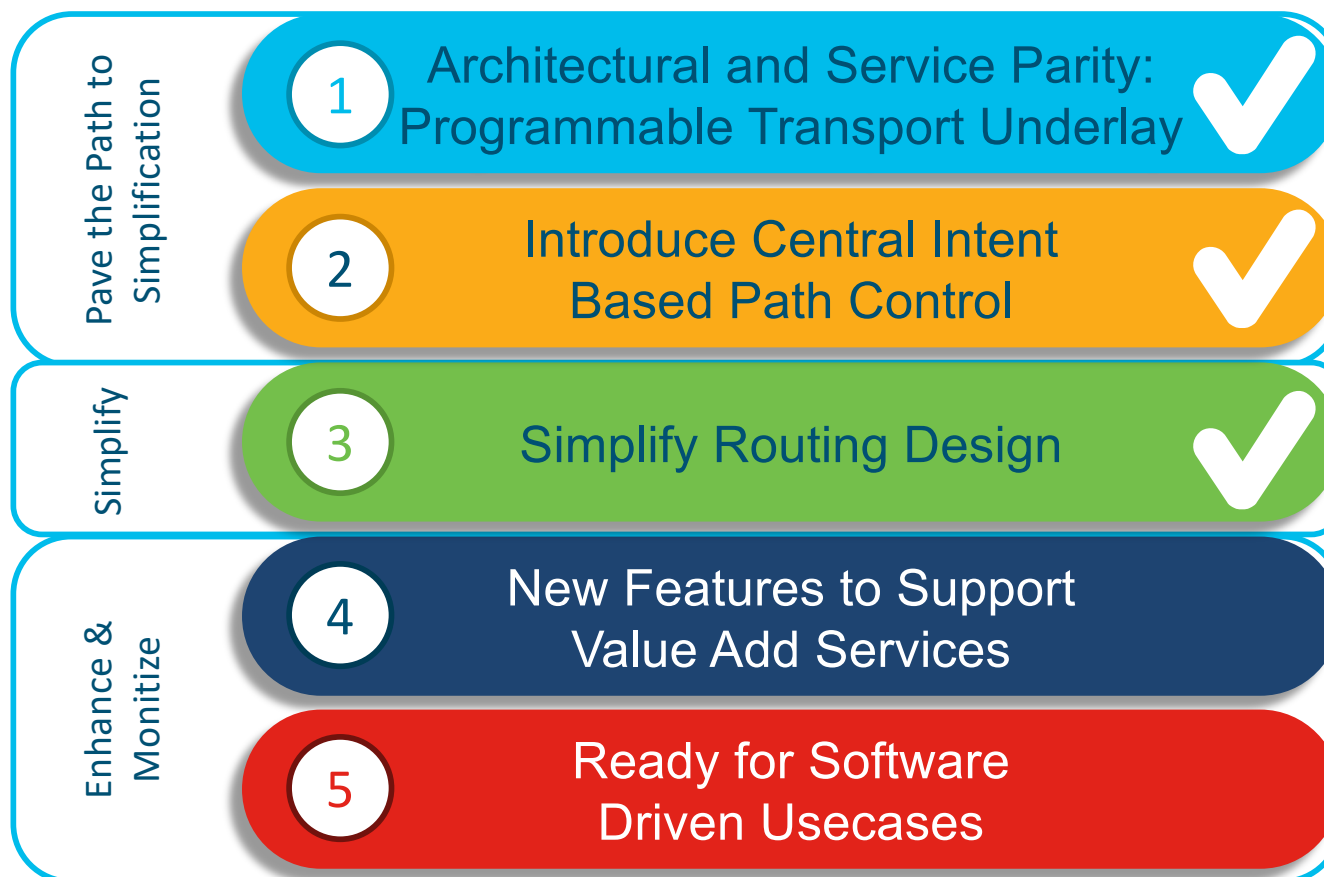 Pave the Path to
Simplification
1
Architectural and Service Parity:
Programmable Transport Underlay
2
Introduce Central Intent
Based Path Control
Simplify
3
Simplify Routing Design
Enhance &
Monitize
4
New Features to Support
Value Add Services
5
Ready for Software
Driven Usecases